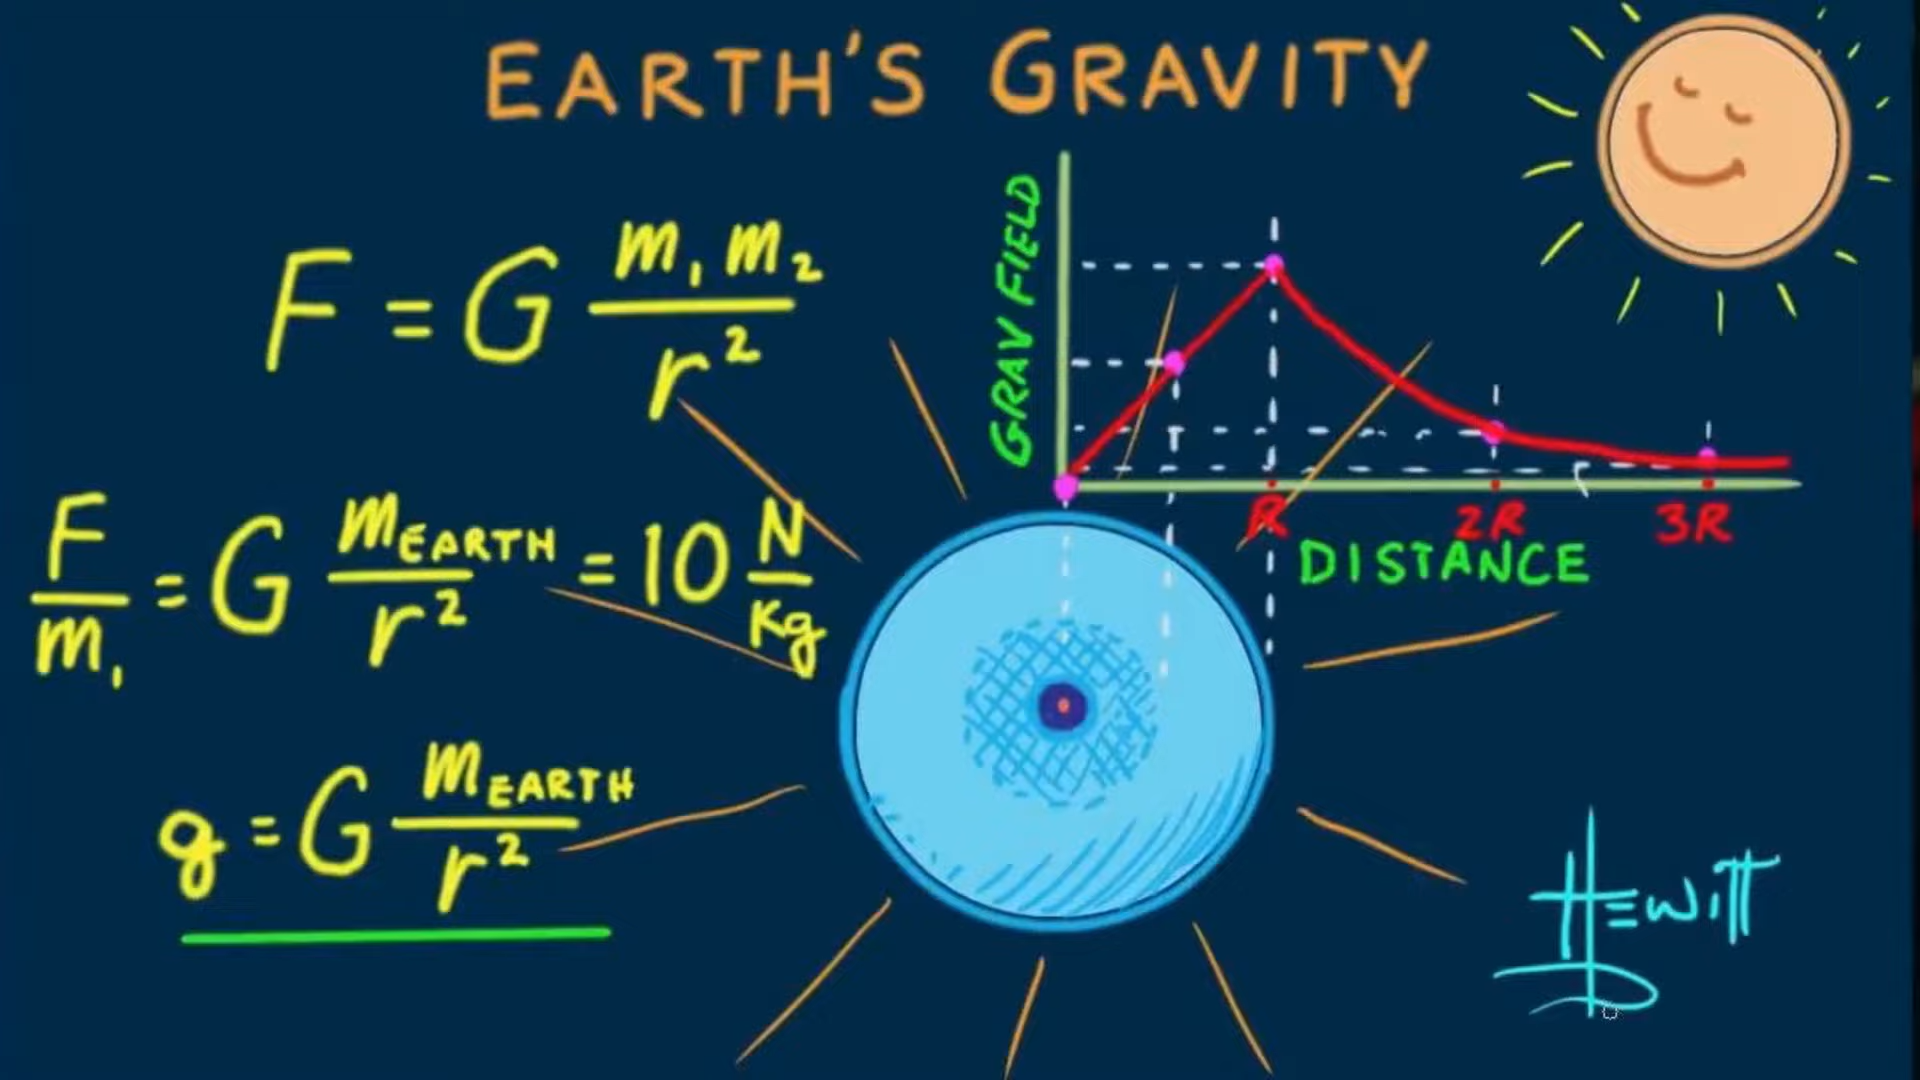 EARTH'S GRAVITY
F = G m₁ m₂ / r²
F / m₁ = G mEARTH / r² = 10 N / Kg
g = G mEARTH / r²
GRAV FIELD
R 2R 3R
DISTANCE
HEWITT